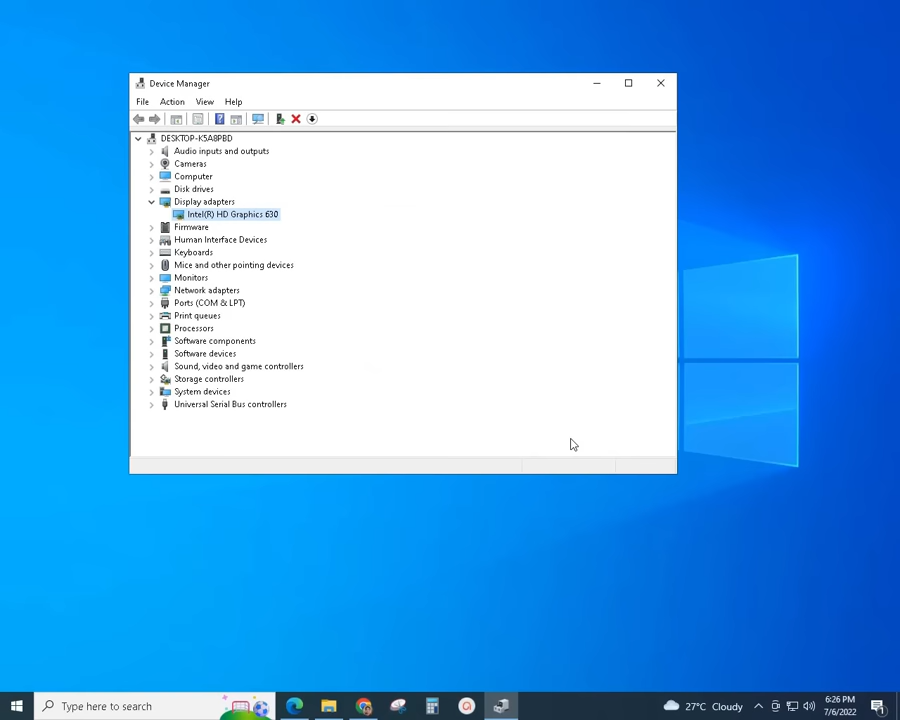 Device Manager
File Action View Help
DESKTOP-K5A8PBD
Audio inputs and outputs
Cameras
Computer
Disk drives
Display adapters
Intel(R) HD Graphics 630
Firmware
Human Interface Devices
Keyboards
Mice and other pointing devices
Monitors
Network adapters
Ports (COM & LPT)
Print queues
Processors
Software components
Software devices
Sound, video and game controllers
Storage controllers
System devices
Universal Serial Bus controllers
Type here to search
27°C Cloudy
6:26 PM
7/6/2022
1